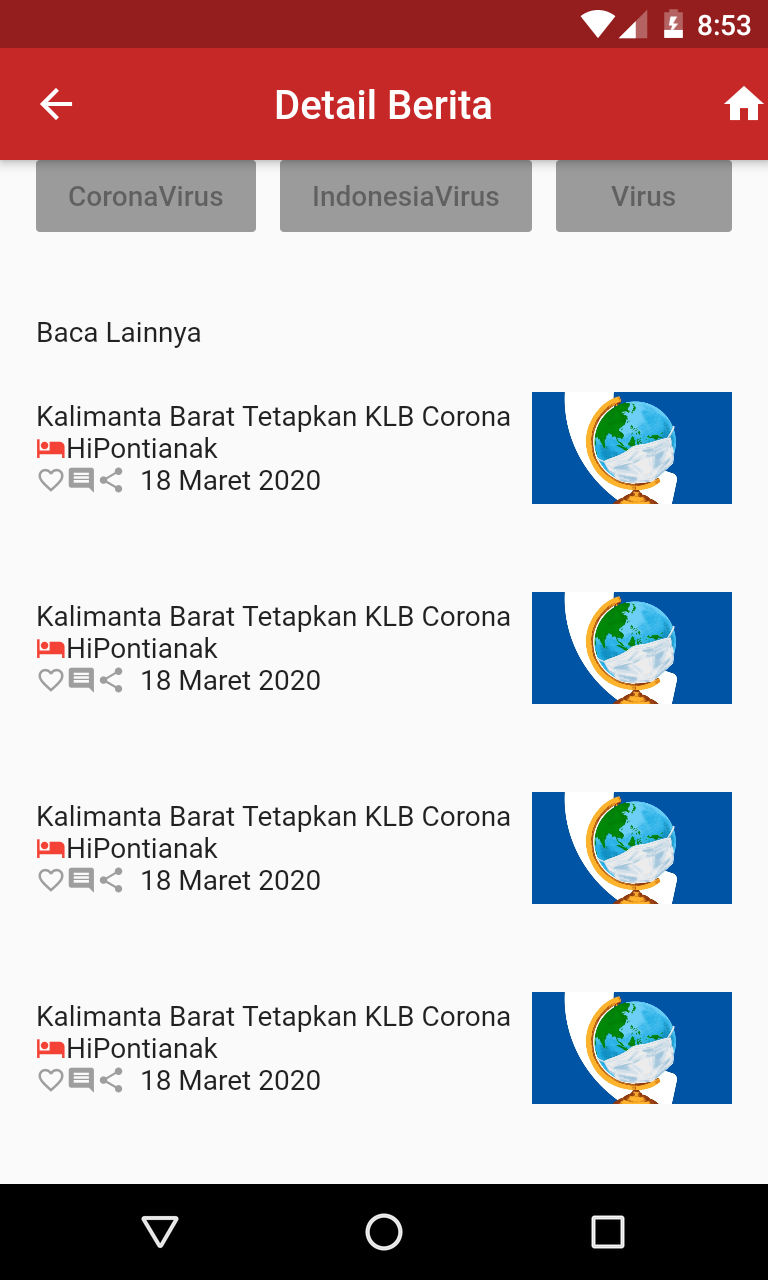 8:53
Detail Berita
CoronaVirus IndonesiaVirus Virus
Baca Lainnya
Kalimanta Barat Tetapkan KLB Corona
HiPontianak
18 Maret 2020
Kalimanta Barat Tetapkan KLB Corona
HiPontianak
18 Maret 2020
Kalimanta Barat Tetapkan KLB Corona
HiPontianak
18 Maret 2020
Kalimanta Barat Tetapkan KLB Corona
HiPontianak
18 Maret 2020